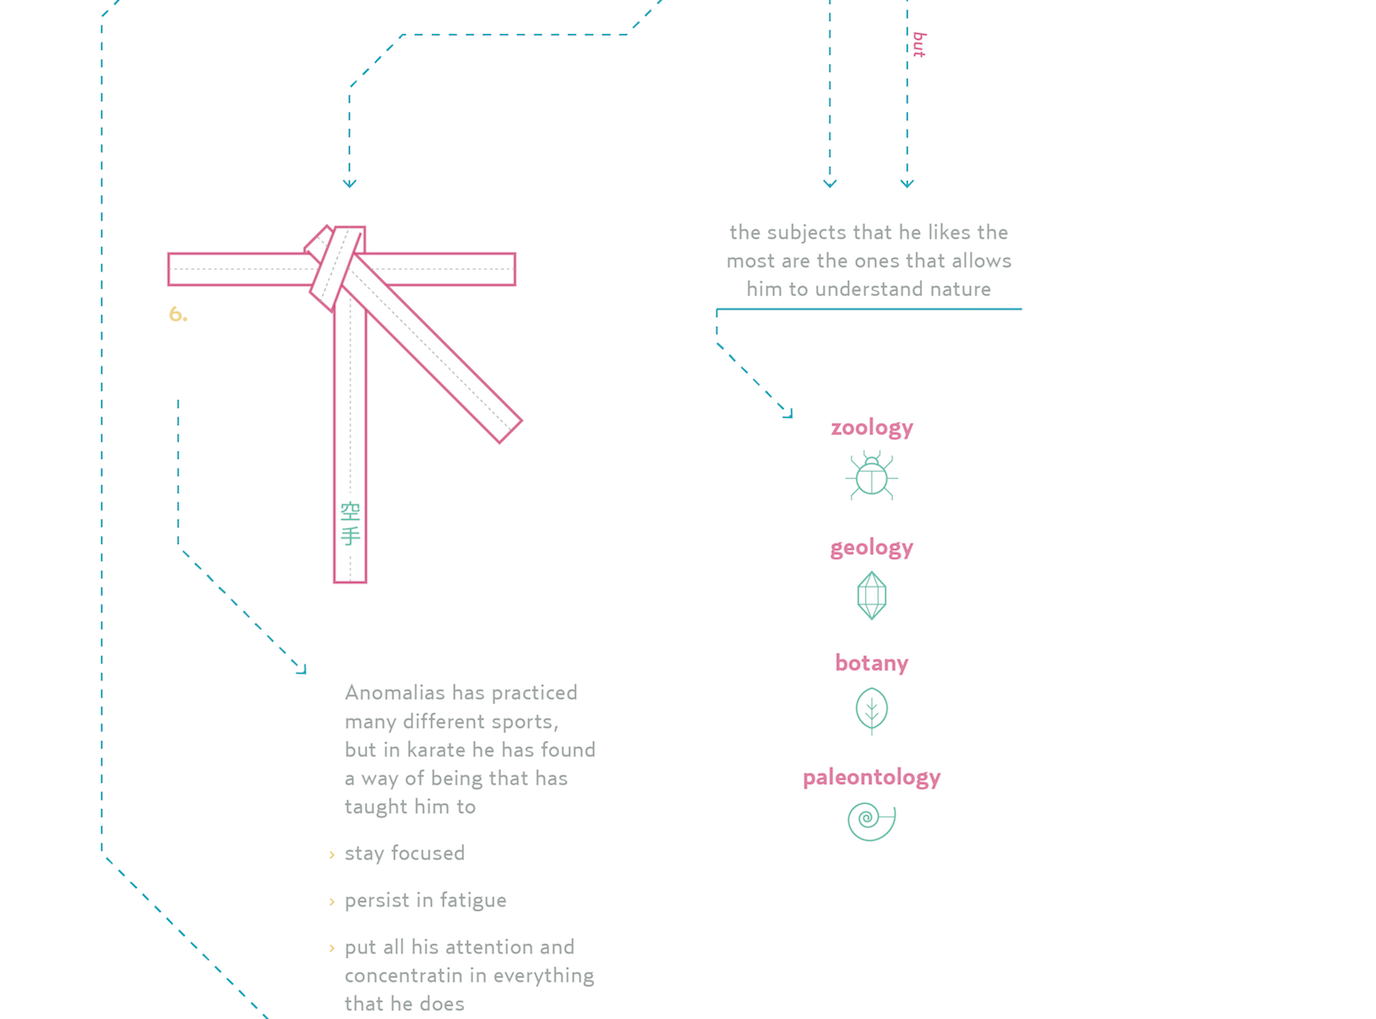 but
6.
空
手
Anomalias has practiced
many different sports,
but in karate he has found
a way of being that has
taught him to
› stay focused
› persist in fatigue
› put all his attention and
concentratin in everything
that he does
the subjects that he likes the
most are the ones that allows
him to understand nature
zoology
geology
botany
paleontology